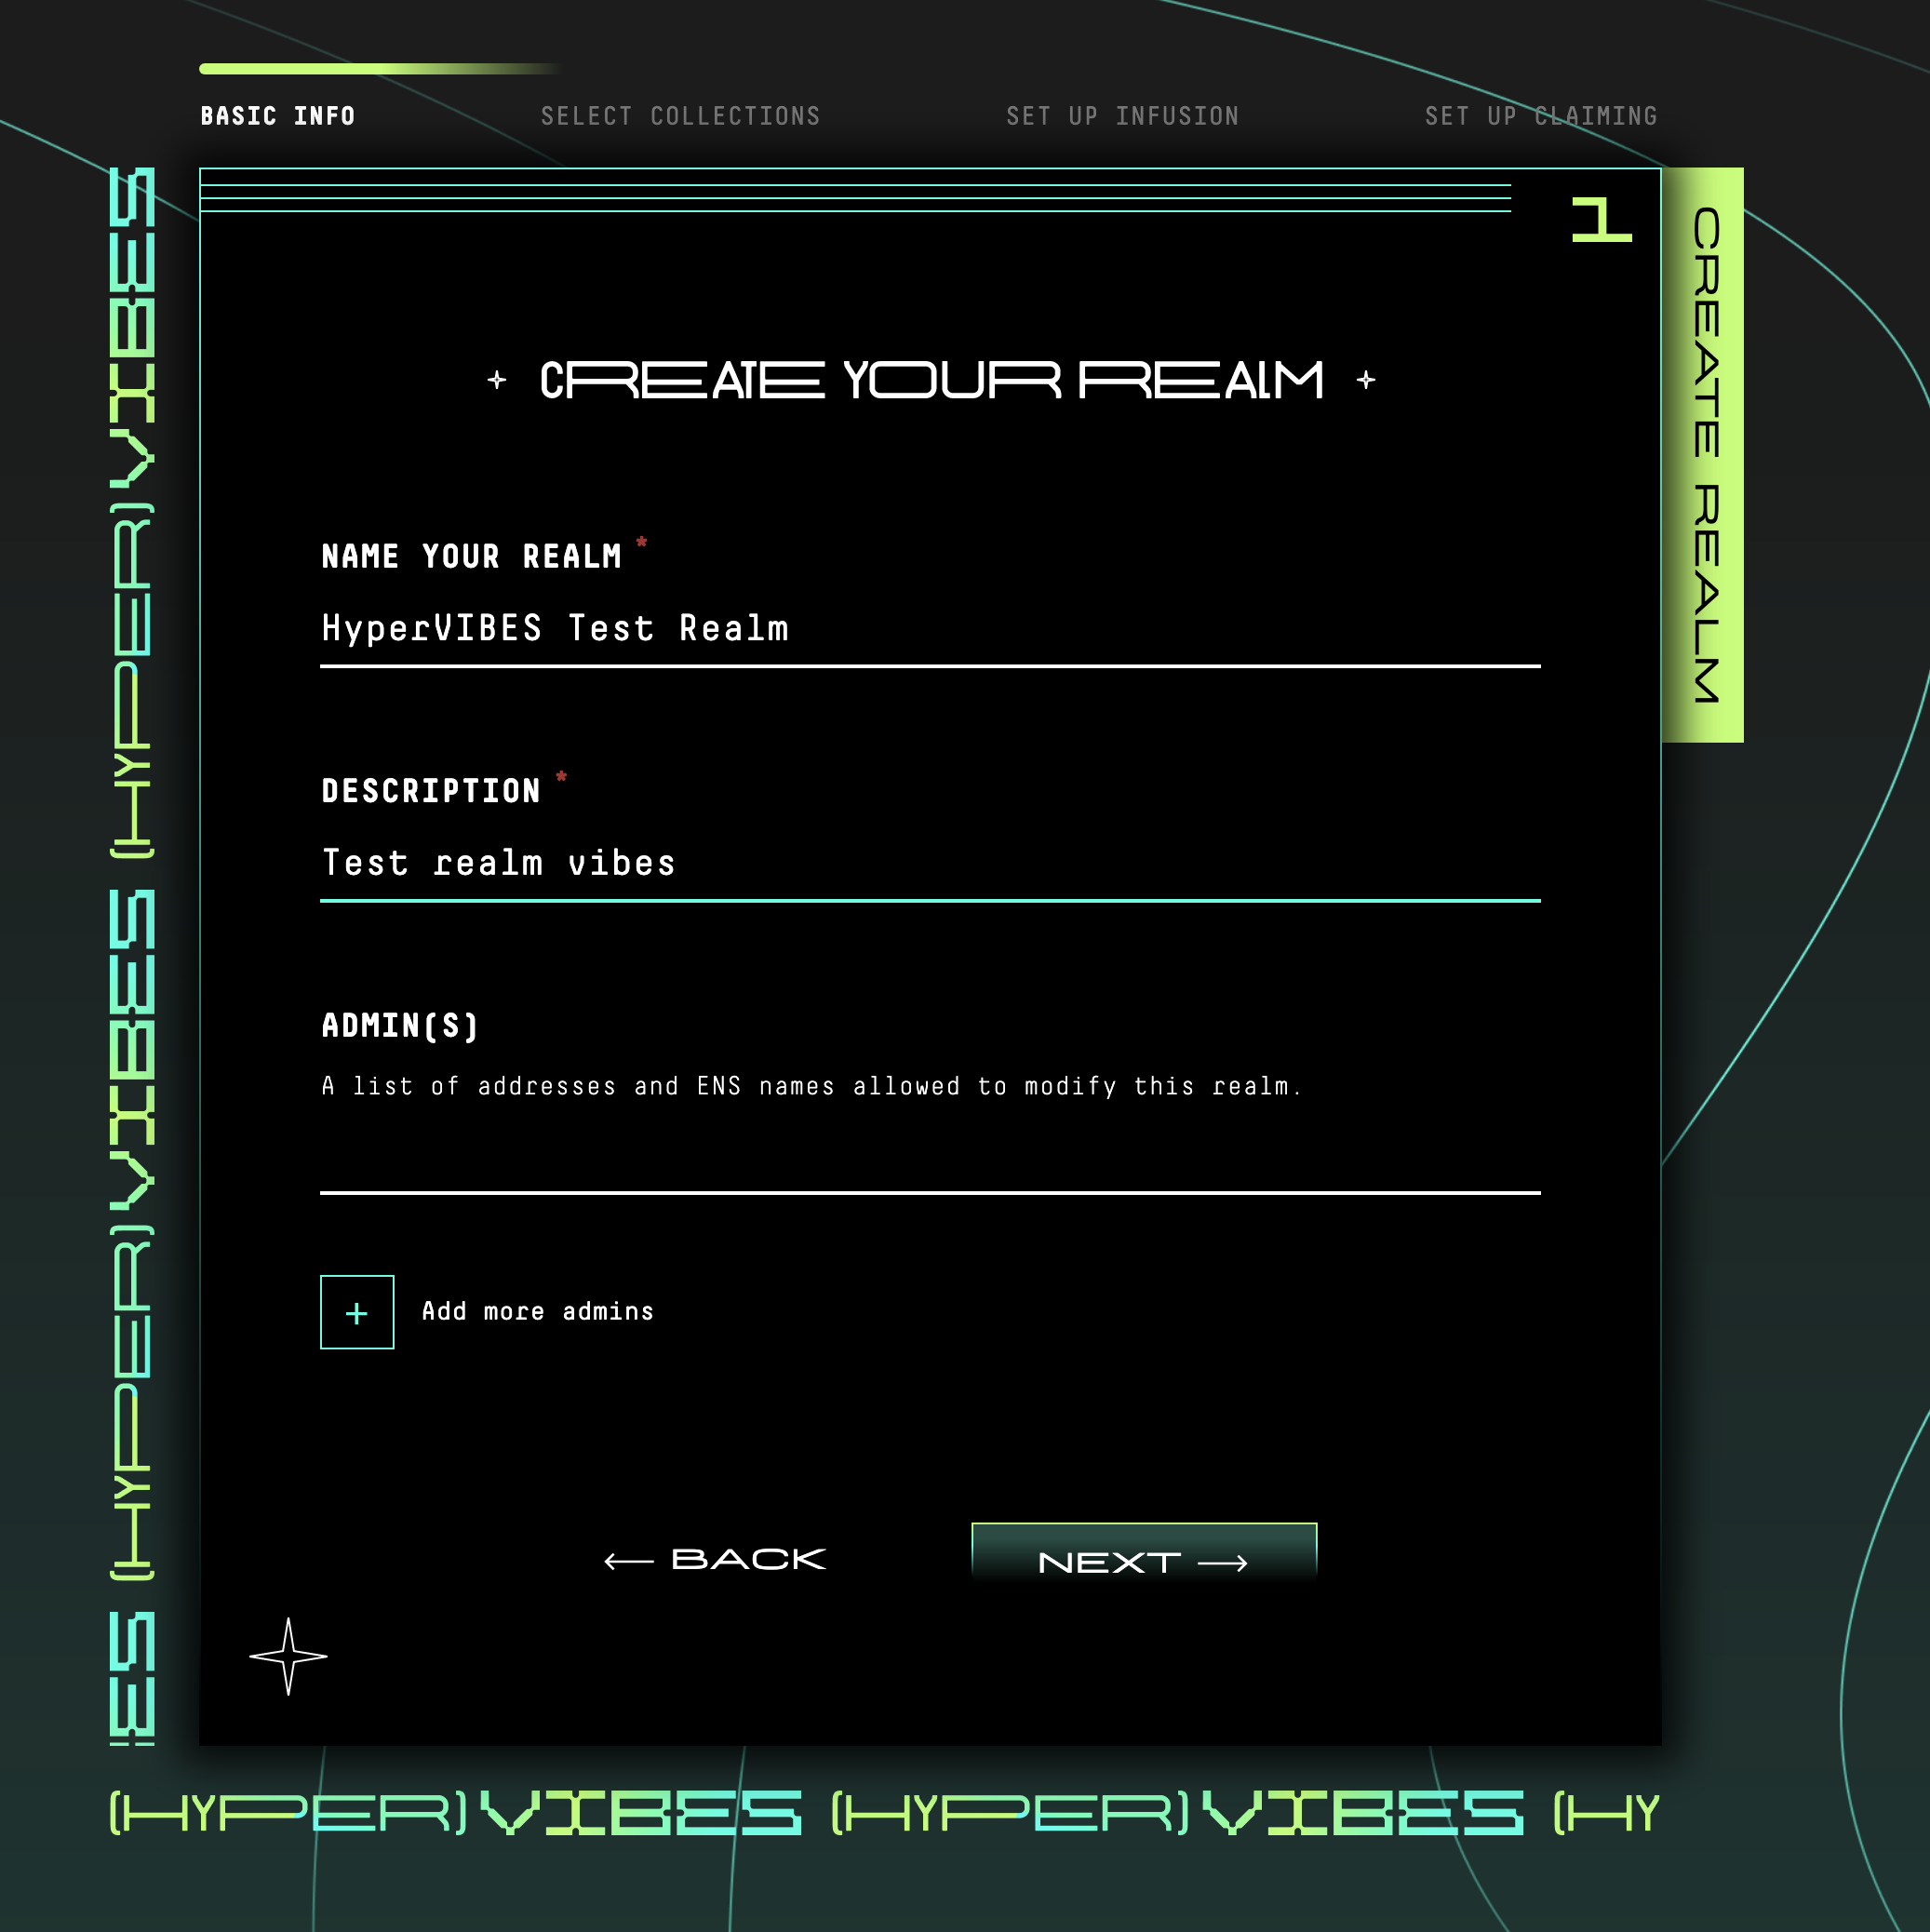 BASIC INFO SELECT COLLECTIONS SET UP INFUSION SET UP CLAIMING
1
CREATE REALM
CREATE YOUR REAlM
NAME YOUR REALM *
HyperVIBES Test Realm
DESCRIPTION *
Test realm vibes
ADMIN(S)
A list of addresses and ENS names allowed to modify this realm.
+ Add more admins
← BACK NEXT →
ES (HYPER)VIBES (HYPER)VIBES
(HYPER)VIBES (HYPER)VIBES (HY